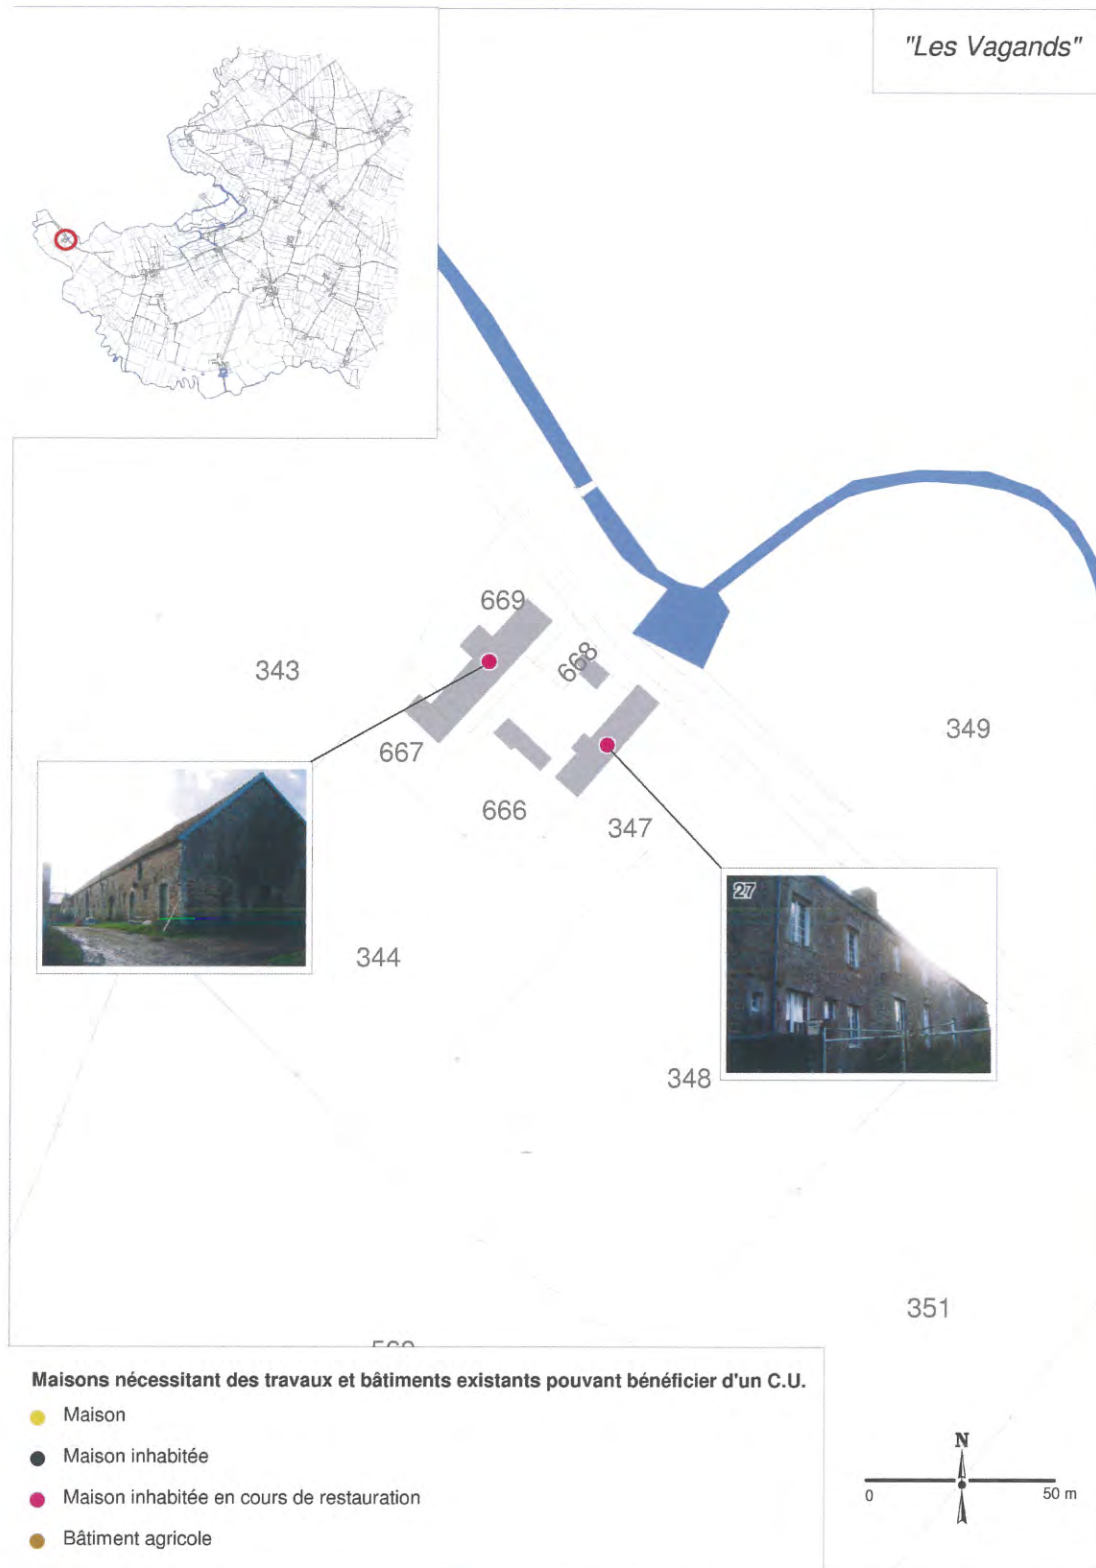 "Les Vagands"
669
668
343
349
667
666
347
27
344
348
351
Maisons nécessitant des travaux et bâtiments existants pouvant bénéficier d'un C.U.
Maison
Maison inhabitée
Maison inhabitée en cours de restauration
Bâtiment agricole
N
0 50 m